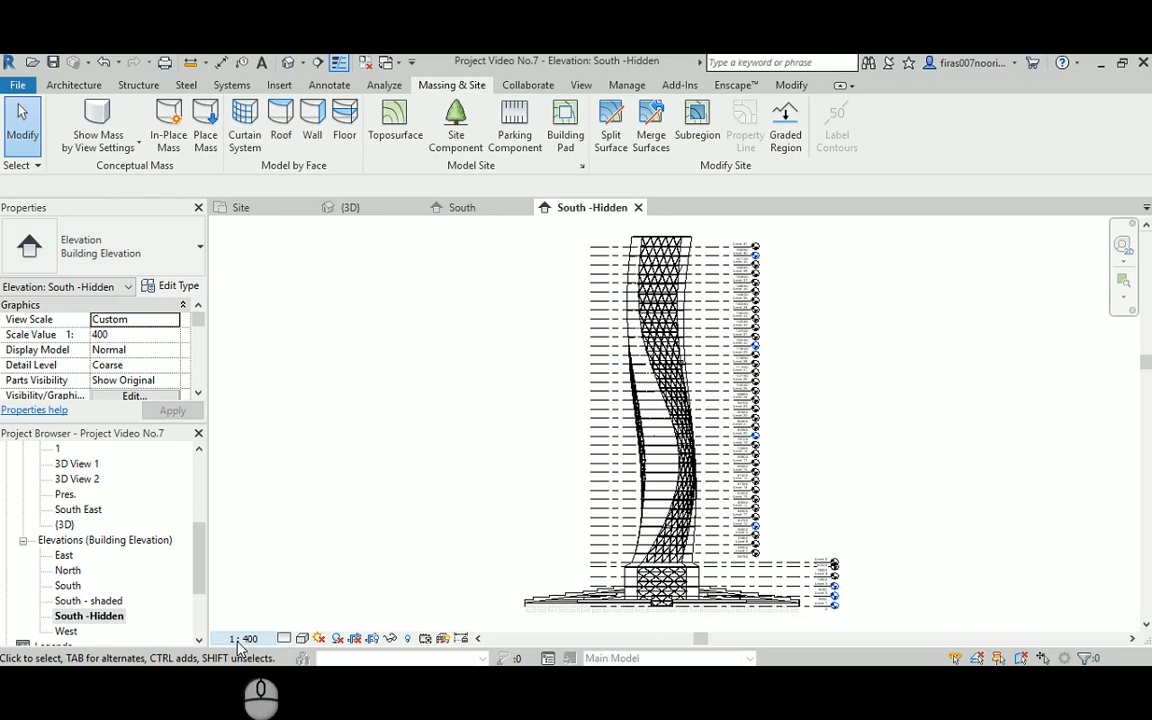 Project Video No.7 - Elevation: South -Hidden
Type a keyword or phrase
firas007noori...
File
Architecture
Structure
Steel
Systems
Insert
Annotate
Analyze
Massing & Site
Collaborate
View
Manage
Add-Ins
Enscape™
Modify
Modify
Show Mass
by View Settings
In-Place
Mass
Place
Mass
Curtain
System
Roof
Wall
Floor
Toposurface
Site
Component
Parking
Component
Building
Pad
Split
Surface
Merge
Surfaces
Subregion
Property
Line
Graded
Region
50
Label
Contours
Select
Conceptual Mass
Model by Face
Model Site
Modify Site
Properties
Site
{3D}
South
South -Hidden
Elevation
Building Elevation
Elevation: South -Hidden
Edit Type
Graphics
View Scale
Custom
Scale Value 1:
400
Display Model
Normal
Detail Level
Coarse
Parts Visibility
Show Original
Visibility/Graphi...
Edit...
Properties help
Apply
Project Browser - Project Video No.7
1
3D View 1
3D View 2
Pres.
South East
{3D}
Elevations (Building Elevation)
East
North
South
South - shaded
South -Hidden
West
1 : 400
Click to select, TAB for alternates, CTRL adds, SHIFT unselects.
:0
Main Model
:0
2D